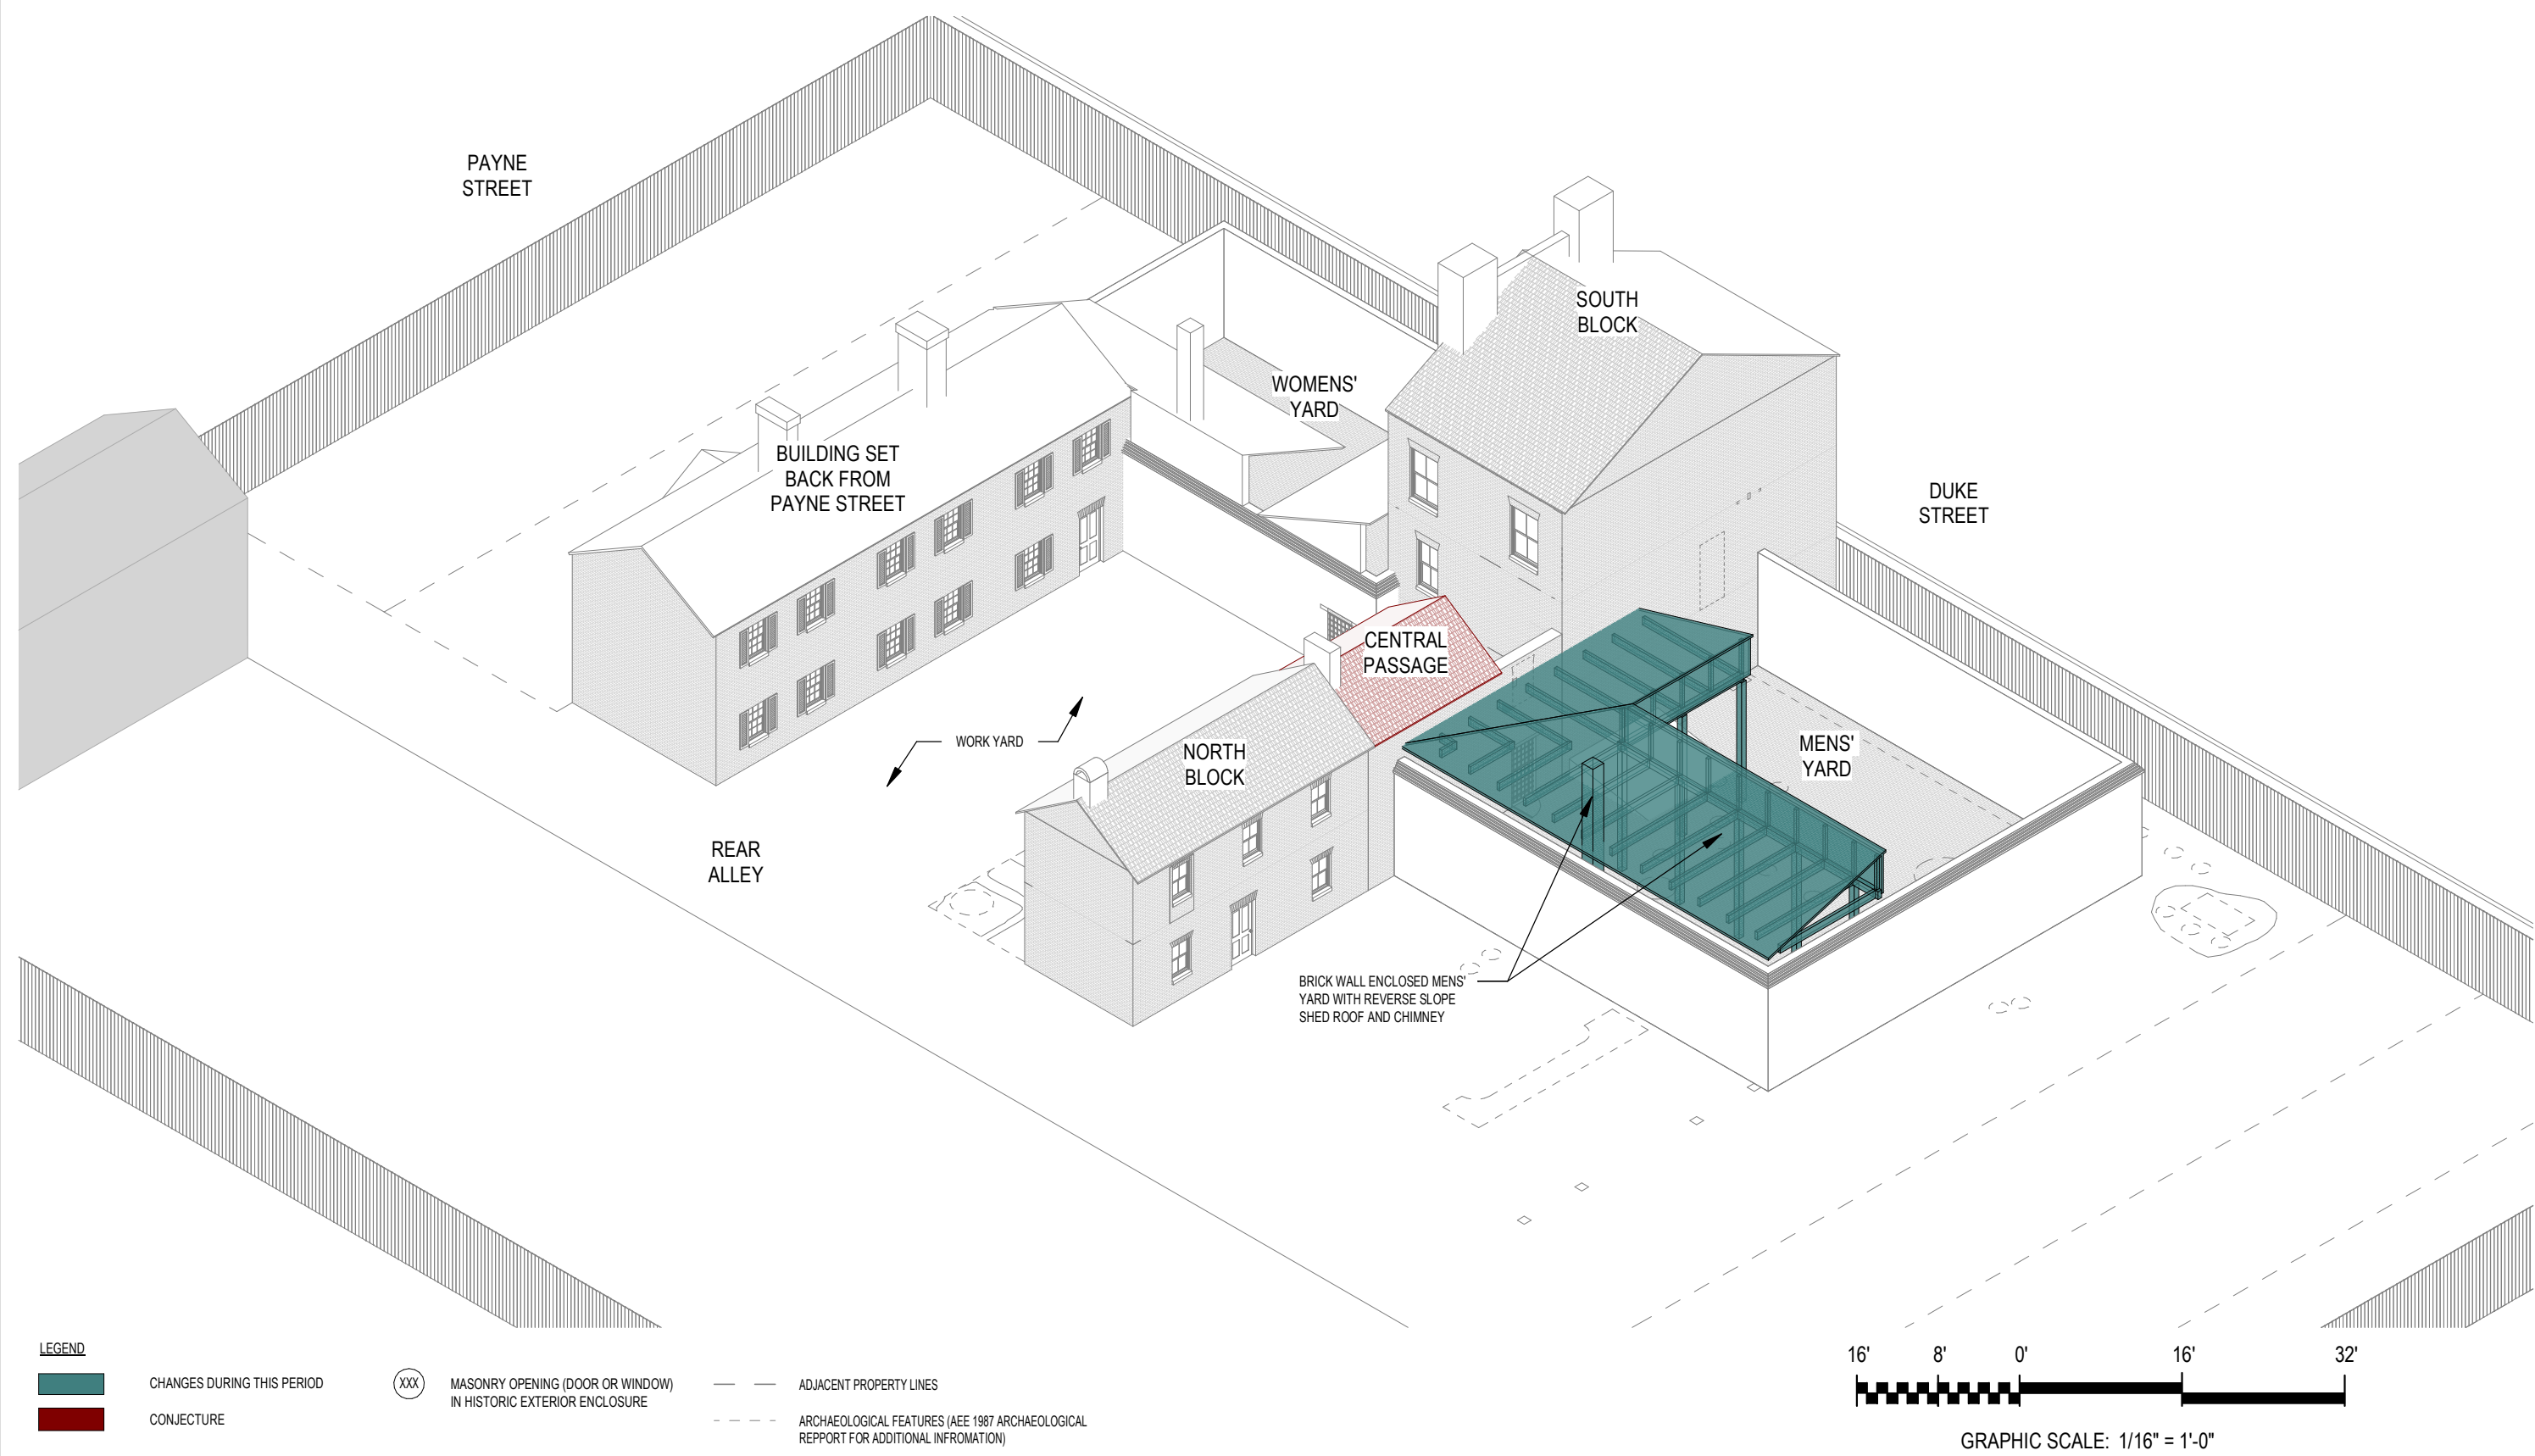 PAYNE
STREET
SOUTH
BLOCK
WOMENS'
YARD
BUILDING SET
BACK FROM
PAYNE STREET
DUKE
STREET
CENTRAL
PASSAGE
WORK YARD
NORTH
BLOCK
MENS'
YARD
REAR
ALLEY
BRICK WALL ENCLOSED MENS'
YARD WITH REVERSE SLOPE
SHED ROOF AND CHIMNEY
LEGEND
CHANGES DURING THIS PERIOD
CONJECTURE
XXX
MASONRY OPENING (DOOR OR WINDOW)
IN HISTORIC EXTERIOR ENCLOSURE
ADJACENT PROPERTY LINES
ARCHAEOLOGICAL FEATURES (AEE 1987 ARCHAEOLOGICAL
REPPORT FOR ADDITIONAL INFROMATION)
16' 8' 0' 16' 32'
GRAPHIC SCALE: 1/16" = 1'-0"